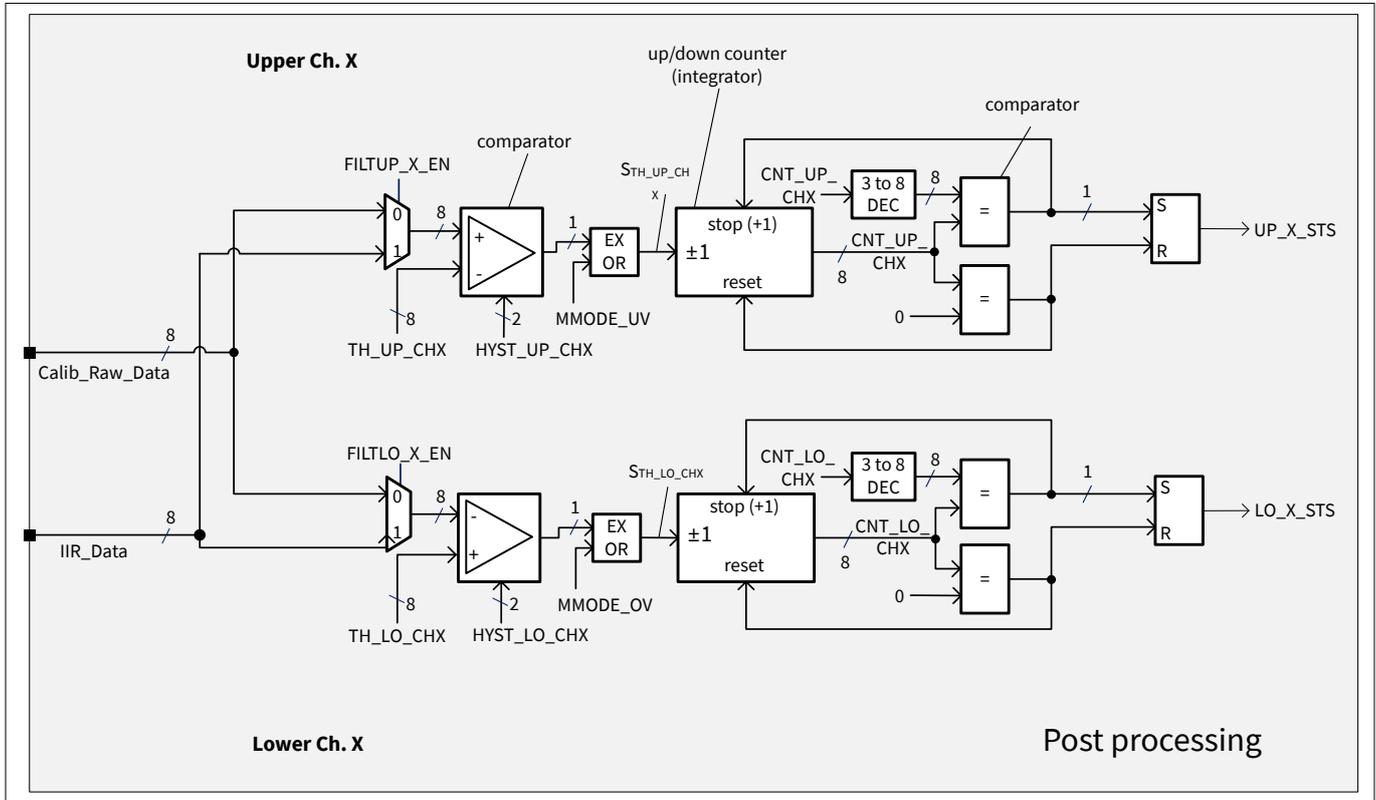 Upper Ch. X
up/down counter
(integrator)
comparator
comparator
FILTUP_X_EN
STH_UP_CH
X
CNT_UP_
CHX
3 to 8
DEC
8
=
1
S
R
UP_X_STS
0
1
8
+
-
1
EX
OR
stop (+1)
±1
reset
CNT_UP_
CHX
8
=
0
8
2
MMODE_UV
TH_UP_CHX
HYST_UP_CHX
8
Calib_Raw_Data
FILTLO_X_EN
STH_LO_CHX
CNT_LO_
CHX
3 to 8
DEC
8
=
1
S
R
LO_X_STS
0
1
8
-
+
1
EX
OR
stop (+1)
±1
reset
CNT_LO_
CHX
8
=
0
8
IIR_Data
8
2
MMODE_OV
TH_LO_CHX
HYST_LO_CHX
Lower Ch. X
Post processing